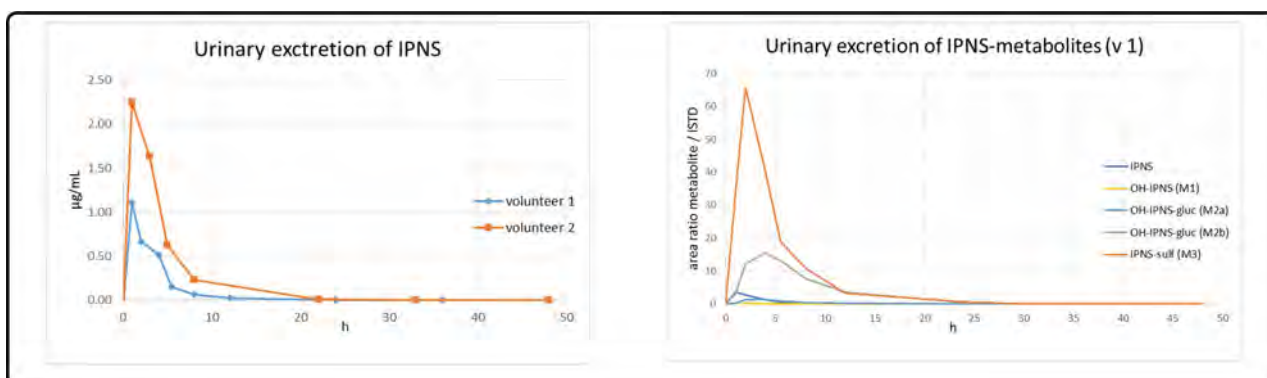 Urinary exctretion of IPNS
2.50
2.00
1.50
1.00
0.50
0.00
µg/mL
0
10
20
30
40
50
h
volunteer 1
volunteer 2
Urinary excretion of IPNS-metabolites (v 1)
70
60
50
40
30
20
10
0
area ratio metabolite / ISTD
0
5
10
15
20
25
30
35
40
45
50
h
IPNS
OH-IPNS (M1)
OH-IPNS-gluc (M2a)
OH-IPNS-gluc (M2b)
IPNS-sulf (M3)